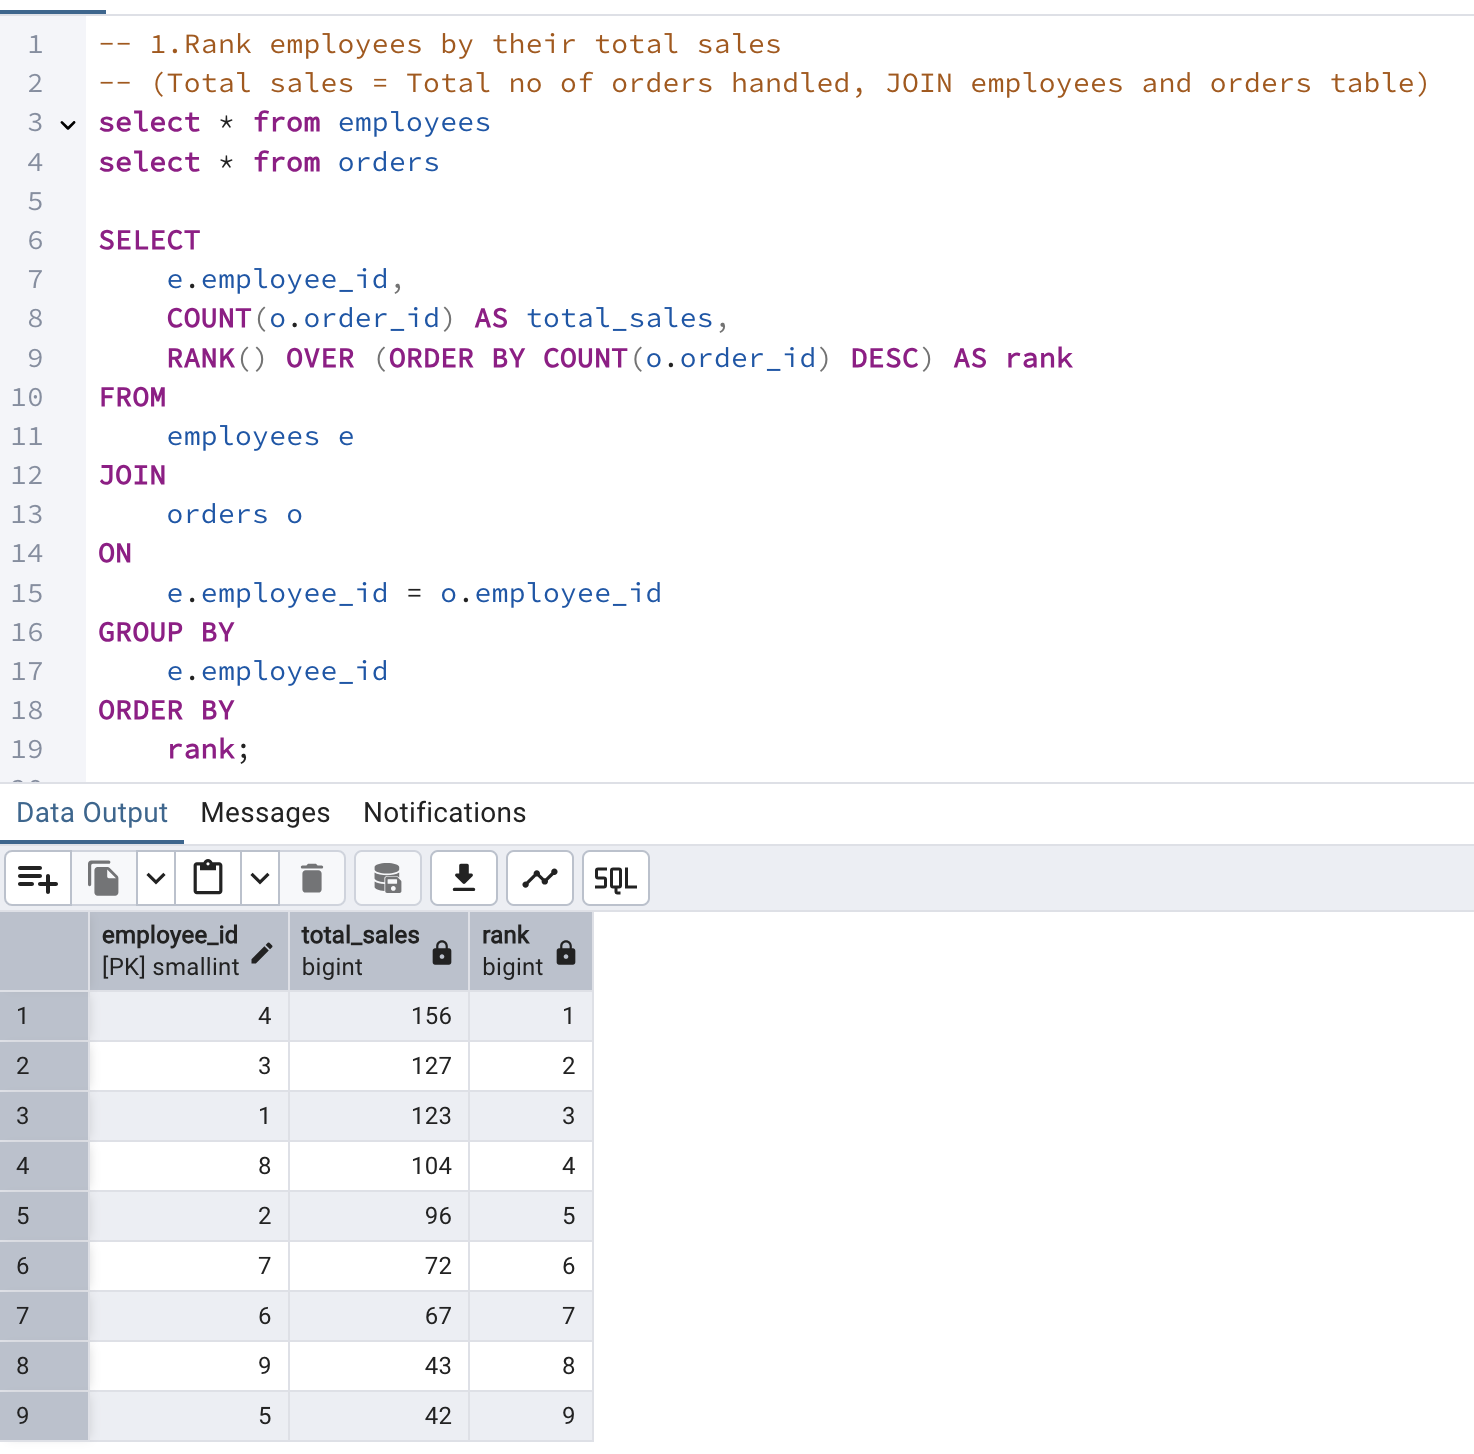 1 -- 1.Rank employees by their total sales
2 -- (Total sales = Total no of orders handled, JOIN employees and orders table)
3 select * from employees
4 select * from orders
5
6 SELECT
7 e.employee_id,
8 COUNT(o.order_id) AS total_sales,
9 RANK() OVER (ORDER BY COUNT(o.order_id) DESC) AS rank
10 FROM
11 employees e
12 JOIN
13 orders o
14 ON
15 e.employee_id = o.employee_id
16 GROUP BY
17 e.employee_id
18 ORDER BY
19 rank;
Data Output Messages Notifications
SQL
employee_id total_sales rank
[PK] smallint bigint bigint
1 4 156 1
2 3 127 2
3 1 123 3
4 8 104 4
5 2 96 5
6 7 72 6
7 6 67 7
8 9 43 8
9 5 42 9